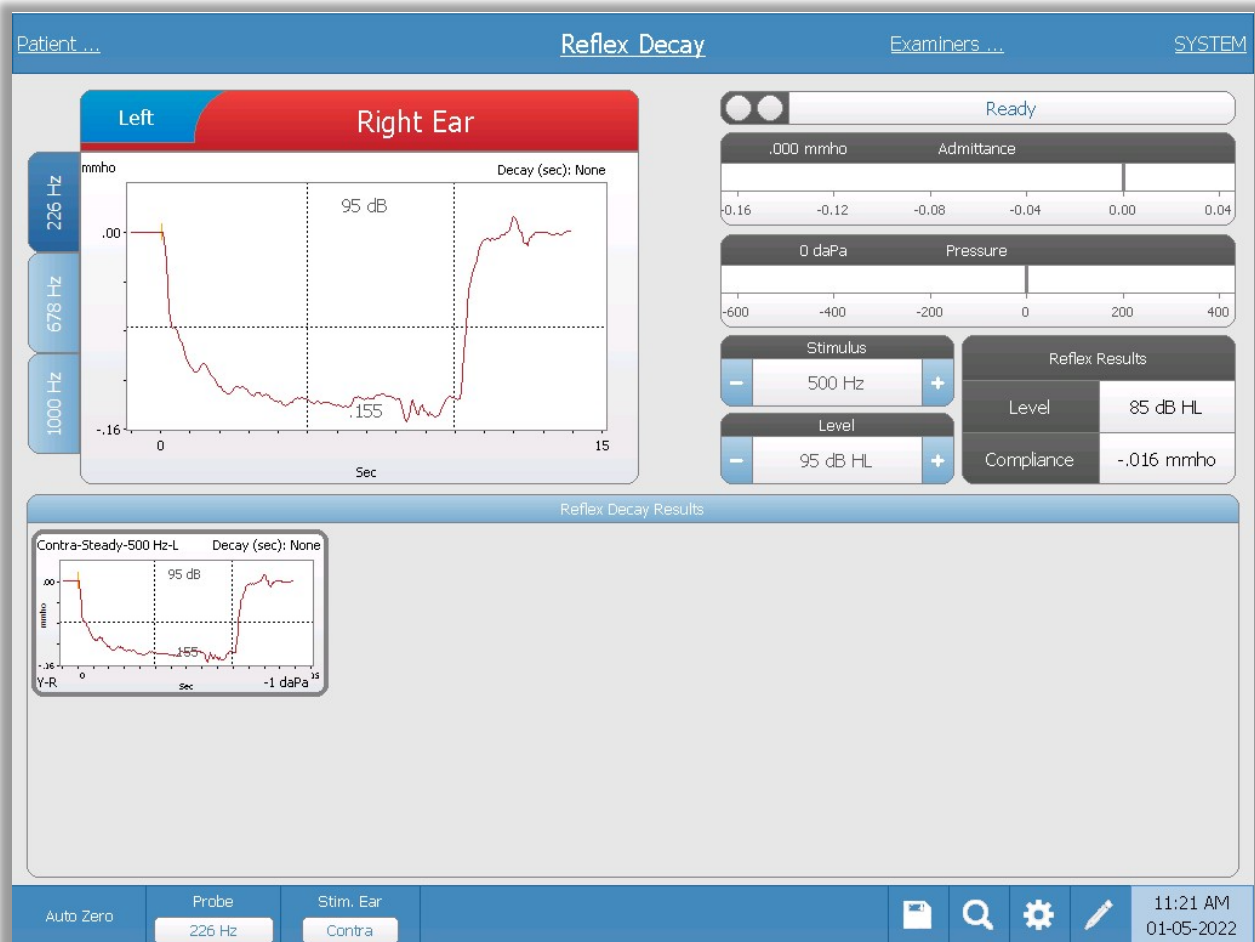 Patient ...
Reflex Decay
Examiners ...
SYSTEM
Left
Right Ear
226 Hz
678 Hz
1000 Hz
mmho
Decay (sec): None
95 dB
.00
.155
-.16
0
15
Sec
Ready
.000 mmho Admittance
-0.16 -0.12 -0.08 -0.04 0.00 0.04
0 daPa Pressure
-600 -400 -200 0 200 400
Stimulus
- 500 Hz +
Level
- 95 dB HL +
Reflex Results
Level 85 dB HL
Compliance -.016 mmho
Reflex Decay Results
Contra-Steady-500 Hz-L Decay (sec): None
95 dB
.00
mmho
.155
-.16
0
15
Y-R
Sec
-1 daPa
Auto Zero
Probe
226 Hz
Stim. Ear
Contra
11:21 AM
01-05-2022